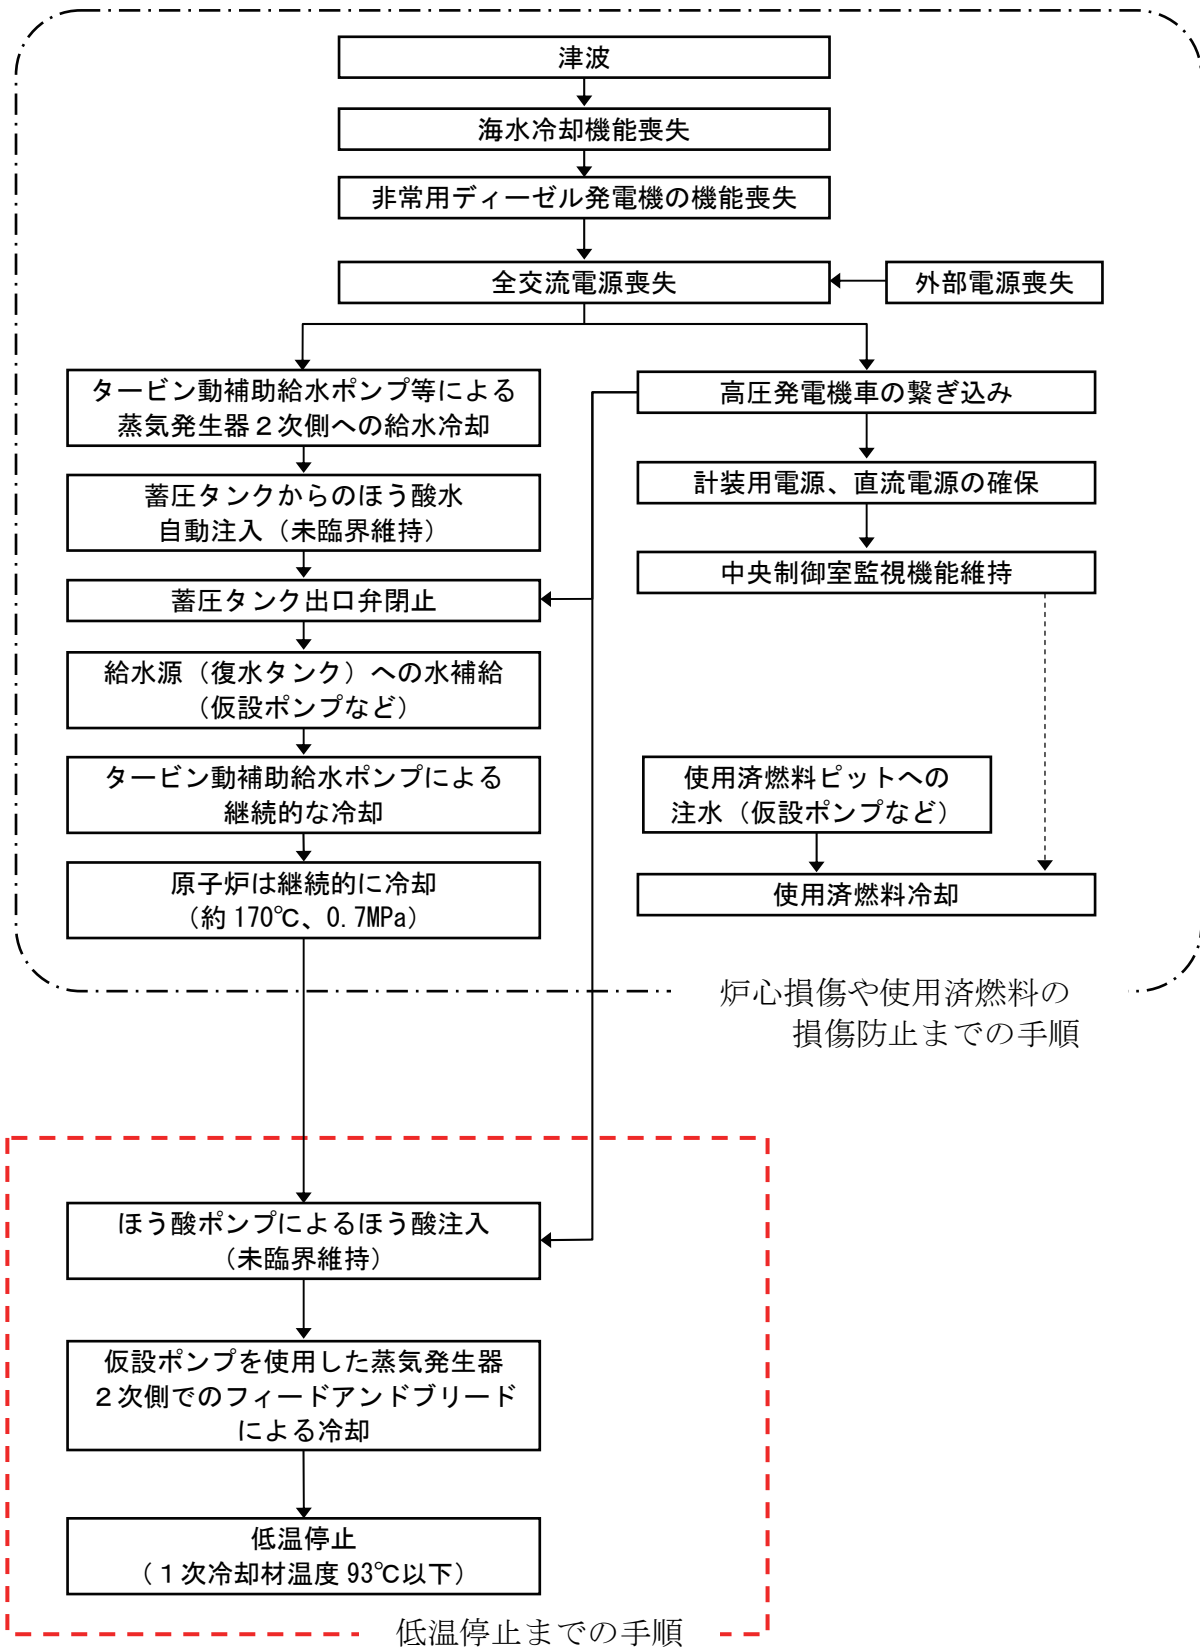 津波
海水冷却機能喪失
非常用ディーゼル発電機の機能喪失
全交流電源喪失
外部電源喪失
タービン動補助給水ポンプ等による
蒸気発生器２次側への給水冷却
蓄圧タンクからのほう酸水
自動注入（未臨界維持）
蓄圧タンク出口弁閉止
給水源（復水タンク）への水補給
（仮設ポンプなど）
タービン動補助給水ポンプによる
継続的な冷却
原子炉は継続的に冷却
（約 170℃、0.7MPa）
高圧発電機車の繋ぎ込み
計装用電源、直流電源の確保
中央制御室監視機能維持
使用済燃料ピットへの
注水（仮設ポンプなど）
使用済燃料冷却
炉心損傷や使用済燃料の
損傷防止までの手順
ほう酸ポンプによるほう酸注入
（未臨界維持）
仮設ポンプを使用した蒸気発生器
２次側でのフィードアンドブリード
による冷却
低温停止
（１次冷却材温度 93℃以下）
低温停止までの手順